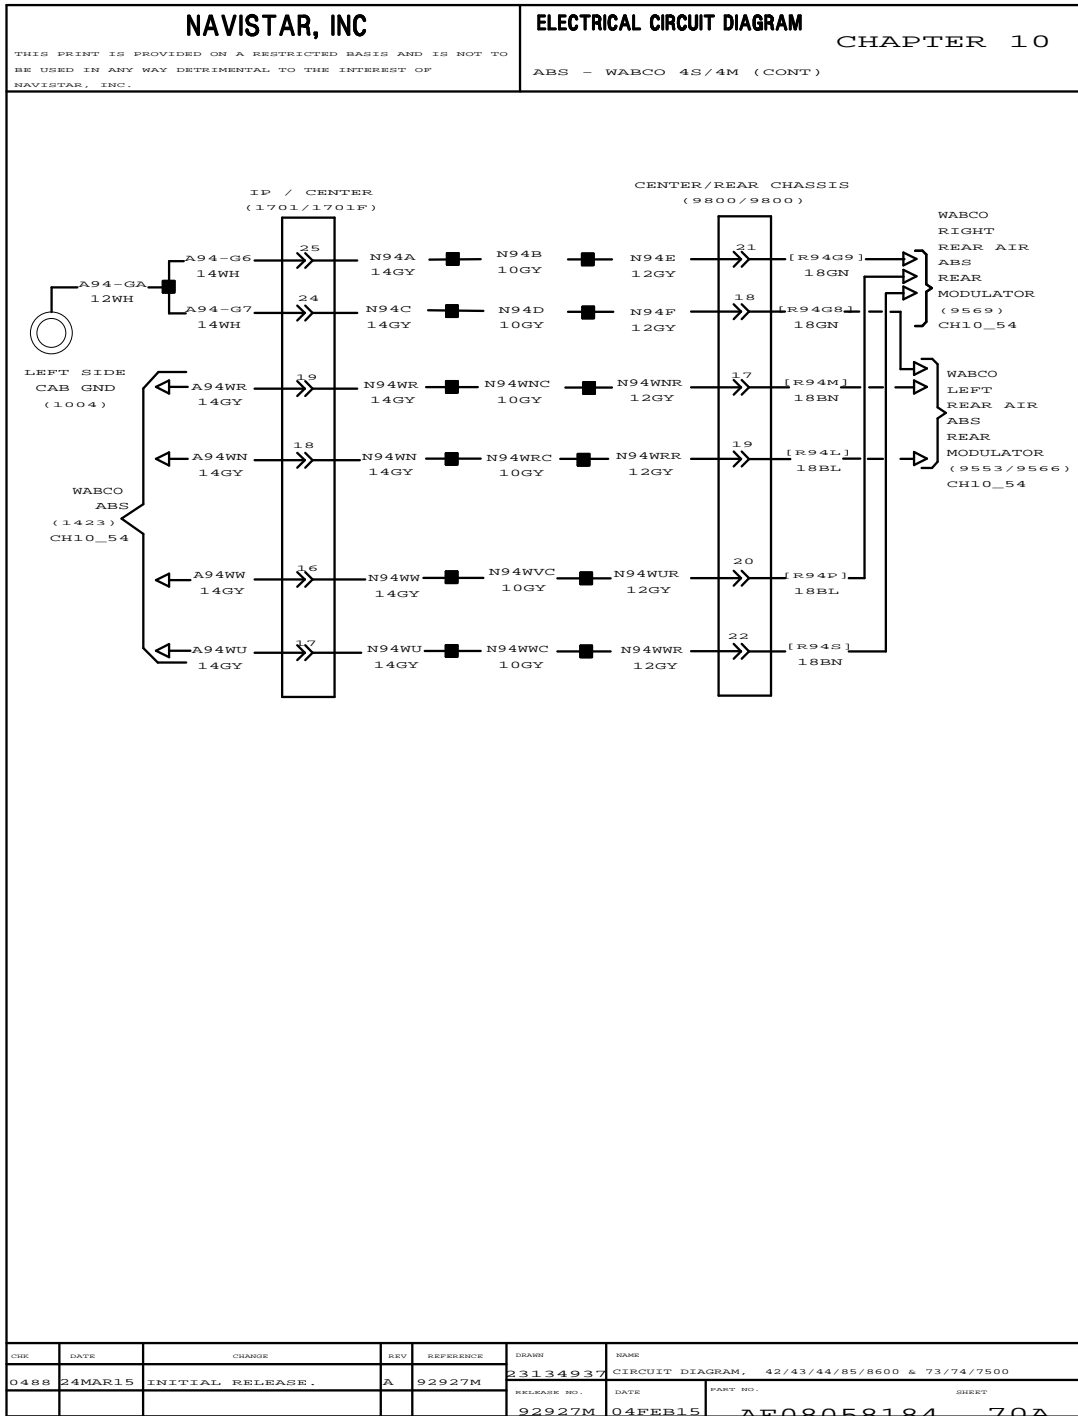 NAVISTAR, INC
THIS PRINT IS PROVIDED ON A RESTRICTED BASIS AND IS NOT TO
BE USED IN ANY WAY DETRIMENTAL TO THE INTEREST OF
NAVISTAR, INC.
ELECTRICAL CIRCUIT DIAGRAM
CHAPTER 10
ABS - WABCO 4S/4M (CONT)
IP / CENTER
(1701/1701F)
CENTER/REAR CHASSIS
(9800/9800)
A94-GA
12WH
LEFT SIDE
CAB GND
(1004)
A94-G6
14WH
25
N94A
14GY
N94B
10GY
N94E
12GY
21
[R94G9]
18GN
A94-G7
14WH
24
N94C
14GY
N94D
10GY
N94F
12GY
18
[R94G8]
18GN
A94WR
14GY
19
N94WR
14GY
N94WNC
10GY
N94WNR
12GY
17
[R94M]
18BN
A94WN
14GY
18
N94WN
14GY
N94WRC
10GY
N94WRR
12GY
19
[R94L]
18BL
A94WW
14GY
16
N94WW
14GY
N94WVC
10GY
N94WUR
12GY
20
[R94P]
18BL
A94WU
14GY
17
N94WU
14GY
N94WWC
10GY
N94WWR
12GY
22
[R94S]
18BN
WABCO
ABS
(1423)
CH10_54
WABCO
RIGHT
REAR AIR
ABS
REAR
MODULATOR
(9569)
CH10_54
WABCO
LEFT
REAR AIR
ABS
REAR
MODULATOR
(9553/9566)
CH10_54
CHK DATE CHANGE REV REFERENCE
0488 24MAR15 INITIAL RELEASE. A 92927M
DRAWN
23134937
NAME
CIRCUIT DIAGRAM, 42/43/44/85/8600 & 73/74/7500
RELEASE NO.
92927M
DATE
04FEB15
PART NO.
AF08058184
SHEET
70A